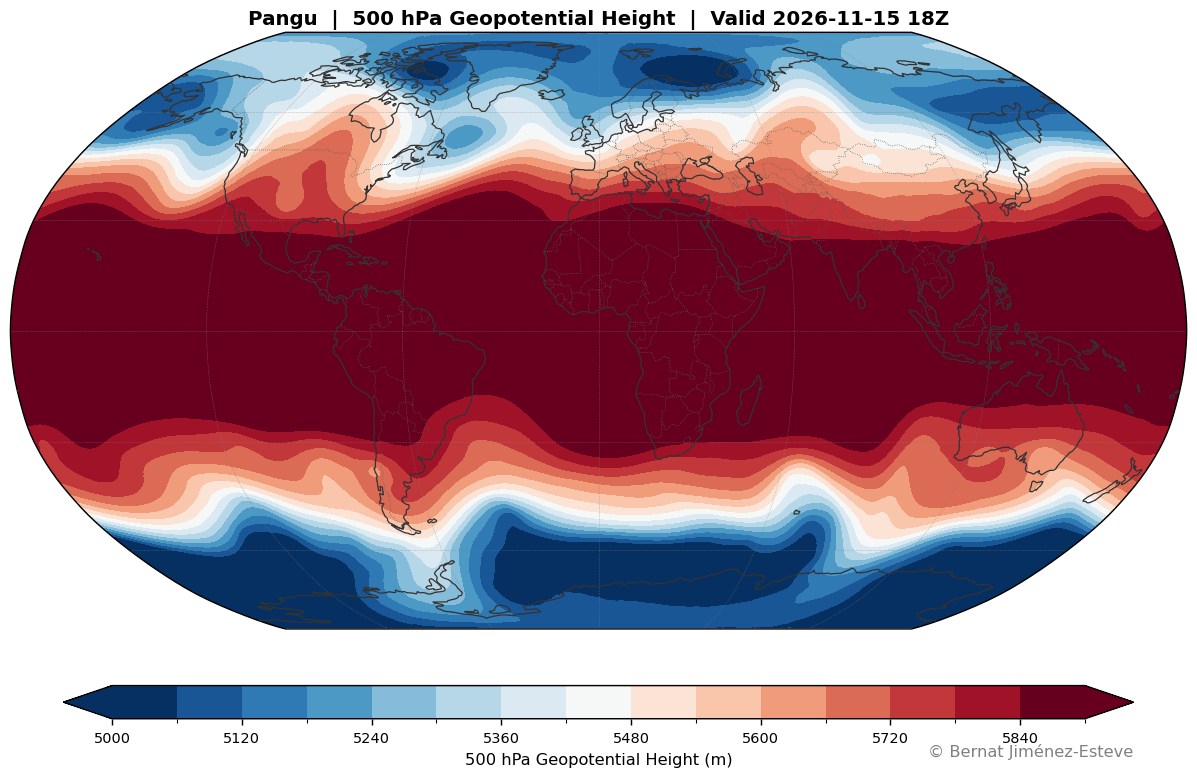 Pangu | 500 hPa Geopotential Height | Valid 2026-11-15 18Z
5000 5120 5240 5360 5480 5600 5720 5840
500 hPa Geopotential Height (m)
© Bernat Jiménez-Esteve